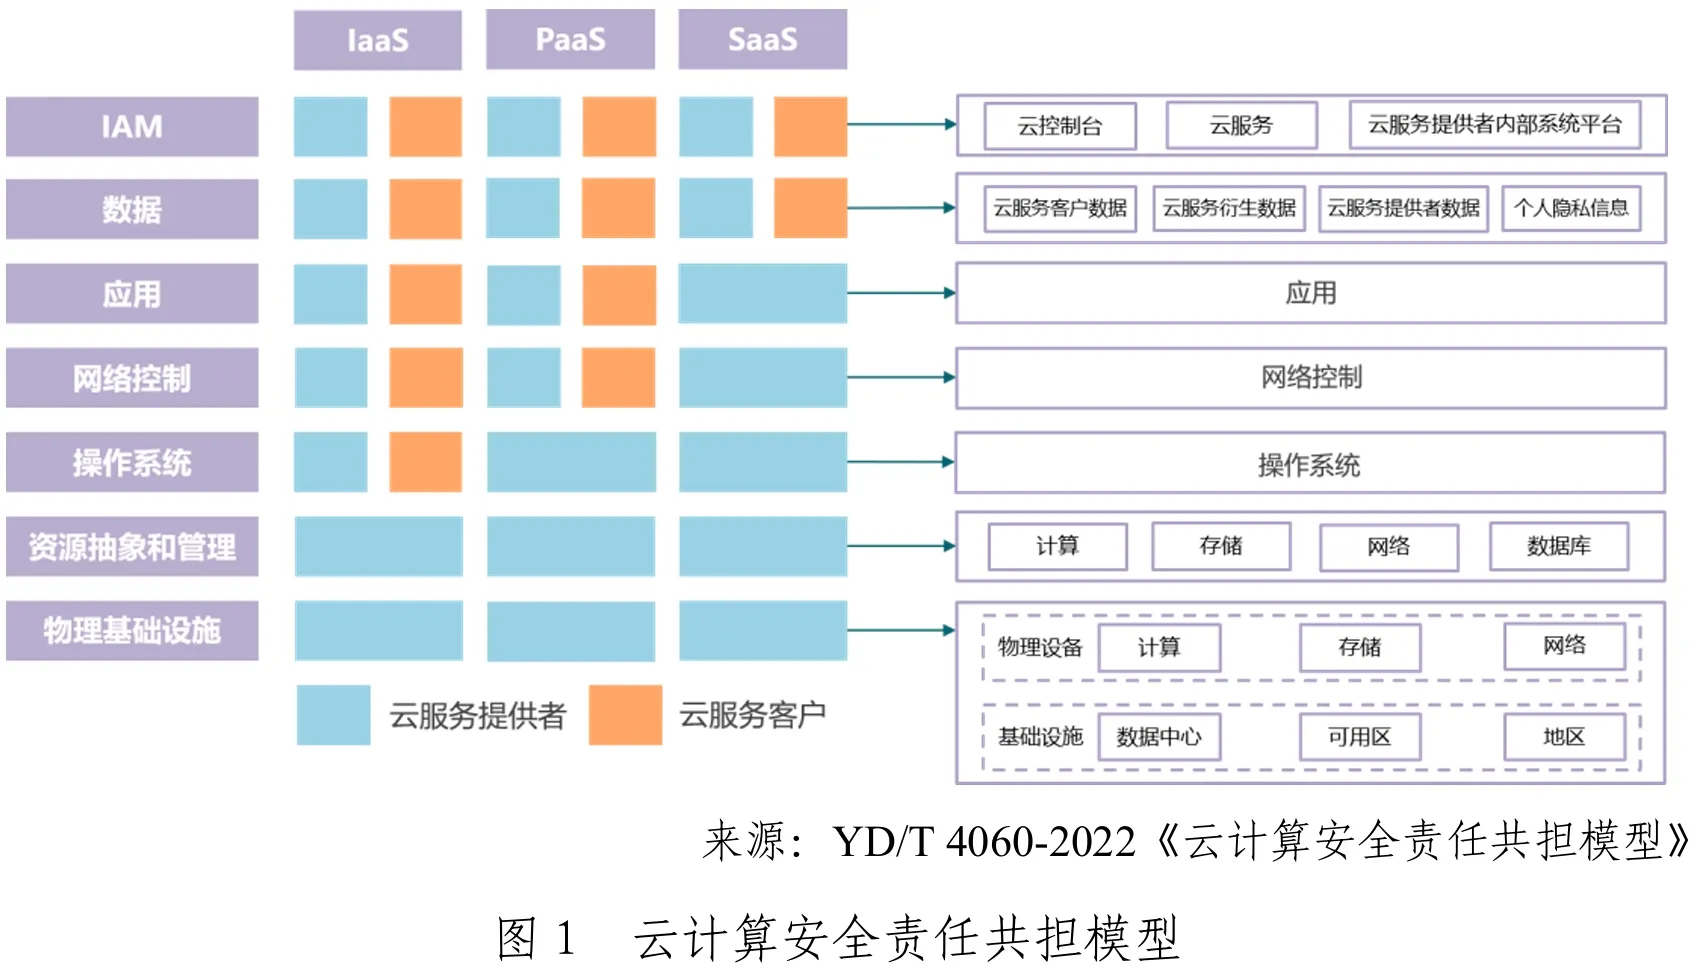 IaaS PaaS SaaS
IAM 云控制台 云服务 云服务提供者内部系统平台
数据 云服务客户数据 云服务衍生数据 云服务提供者数据 个人隐私信息
应用 应用
网络控制 网络控制
操作系统 操作系统
资源抽象和管理 计算 存储 网络 数据库
物理基础设施 物理设备 计算 存储 网络
云服务提供者 云服务客户 基础设施 数据中心 可用区 地区
来源：YD/T 4060-2022《云计算安全责任共担模型》
图 1 云计算安全责任共担模型